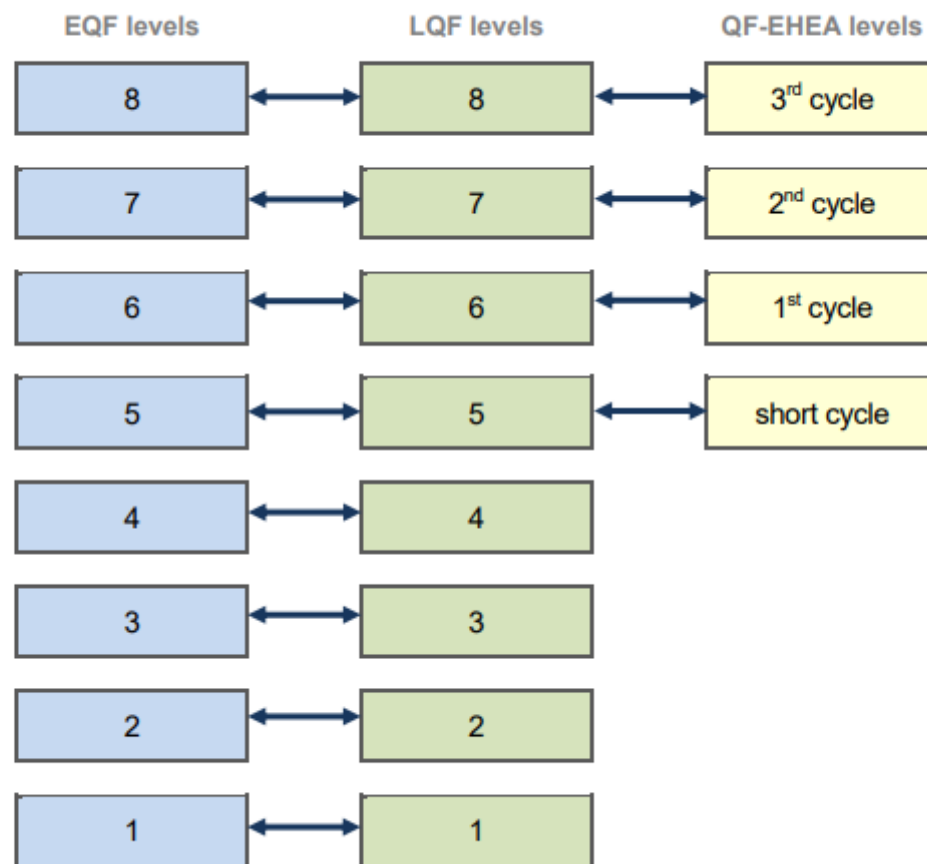 EQF levels LQF levels QF-EHEA levels
8 8 3rd cycle
7 7 2nd cycle
6 6 1st cycle
5 5 short cycle
4 4
3 3
2 2
1 1